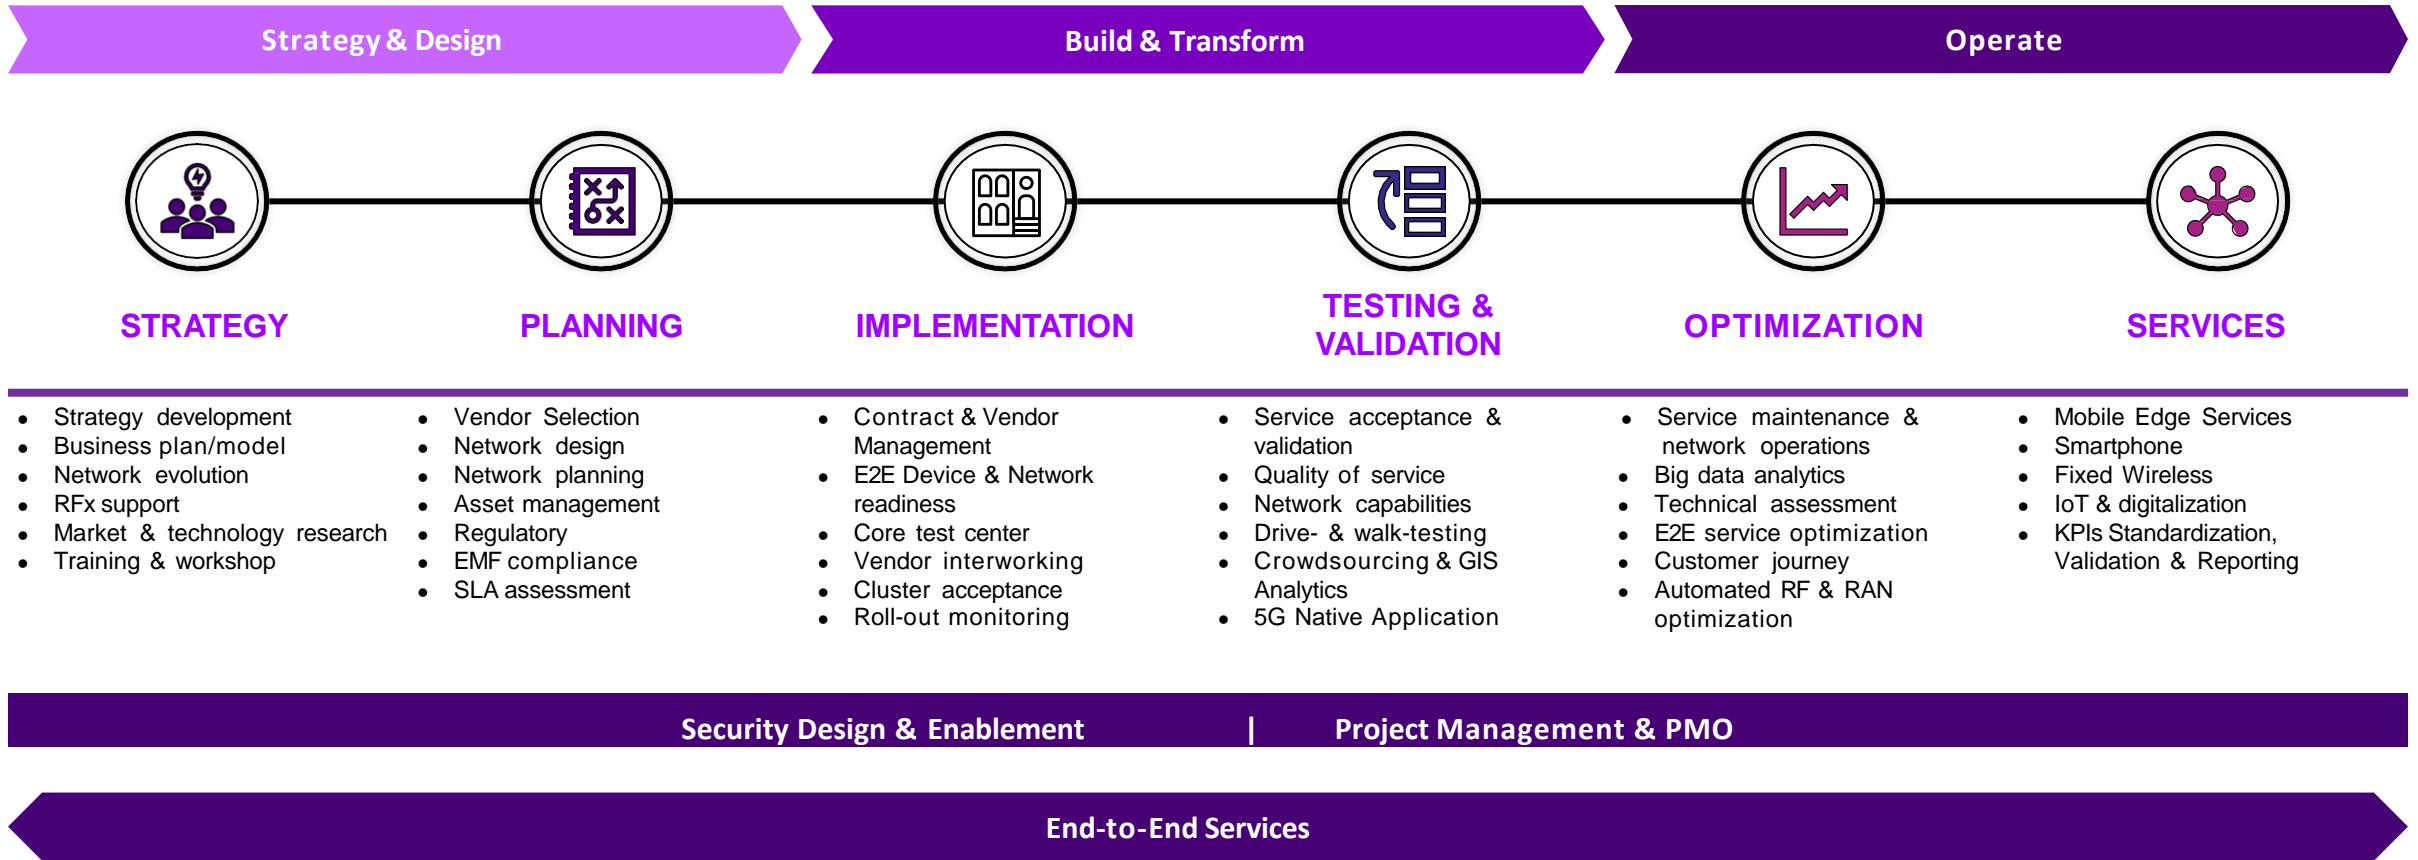 Strategy & Design
Build & Transform
Operate
STRATEGY
PLANNING
IMPLEMENTATION
TESTING &
VALIDATION
OPTIMIZATION
SERVICES
• Strategy development
• Business plan/model
• Network evolution
• RFx support
• Market & technology research
• Training & workshop
• Vendor Selection
• Network design
• Network planning
• Asset management
• Regulatory
• EMF compliance
• SLA assessment
• Contract & Vendor
Management
• E2E Device & Network
readiness
• Core test center
• Vendor interworking
• Cluster acceptance
• Roll-out monitoring
• Service acceptance &
validation
• Quality of service
• Network capabilities
• Drive- & walk-testing
• Crowdsourcing & GIS
Analytics
• 5G Native Application
• Service maintenance &
network operations
• Big data analytics
• Technical assessment
• E2E service optimization
• Customer journey
• Automated RF & RAN
optimization
• Mobile Edge Services
• Smartphone
• Fixed Wireless
• IoT & digitalization
• KPIs Standardization,
Validation & Reporting
Security Design & Enablement | Project Management & PMO
End-to-End Services